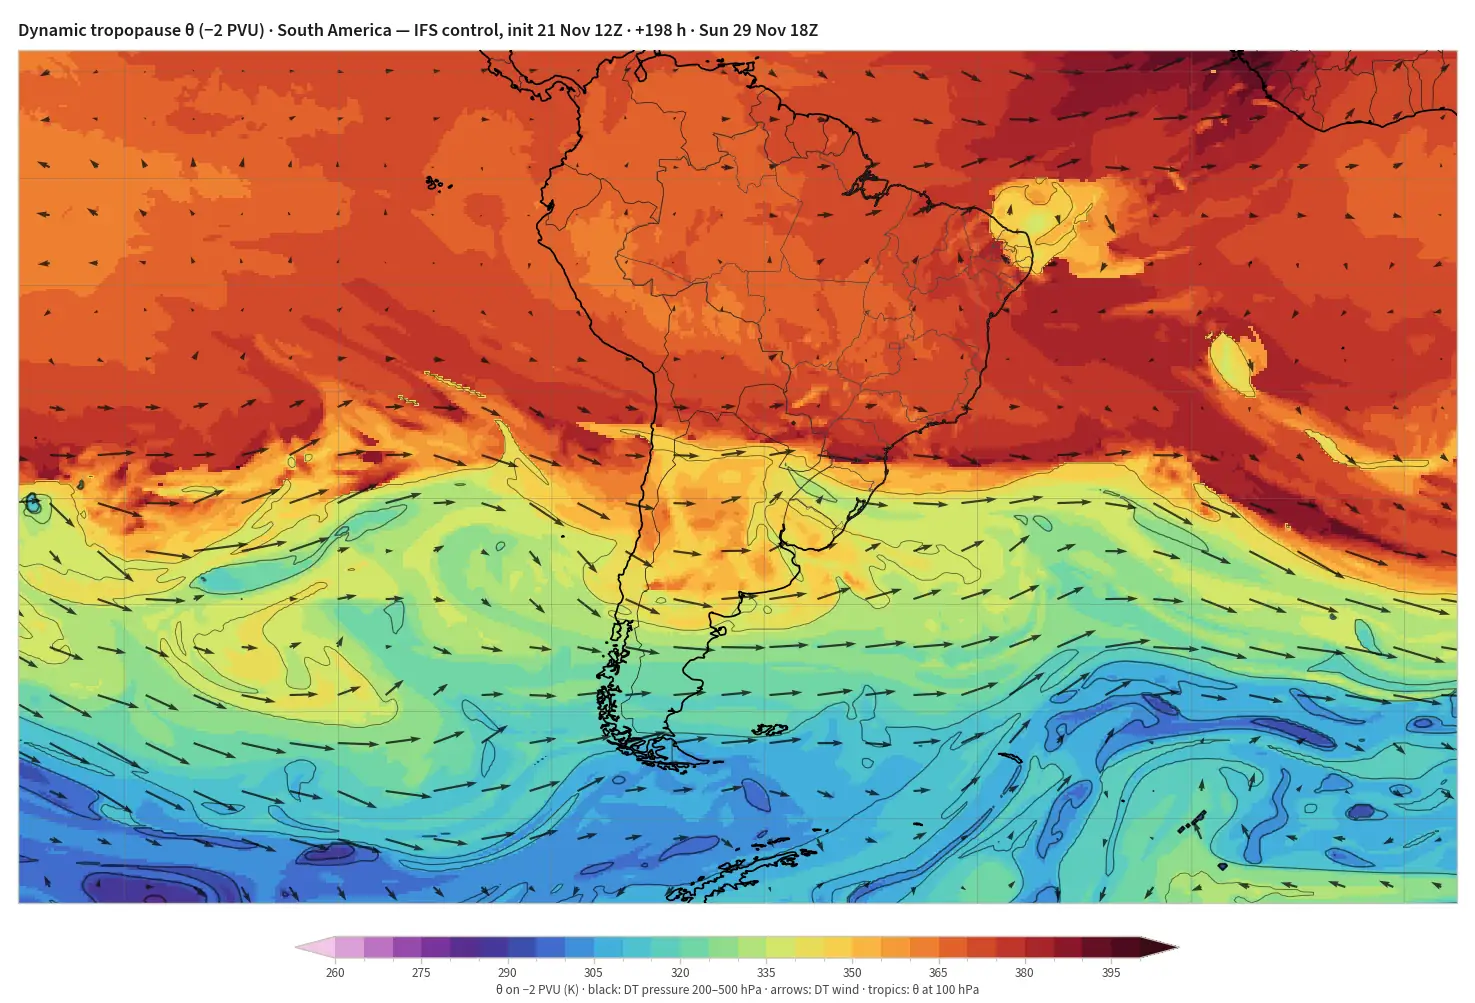 Dynamic tropopause θ (−2 PVU) · South America — IFS control, init 21 Nov 12Z · +198 h · Sun 29 Nov 18Z
260 275 290 305 320 335 350 365 380 395
θ on −2 PVU (K) · black: DT pressure 200–500 hPa · arrows: DT wind · tropics: θ at 100 hPa